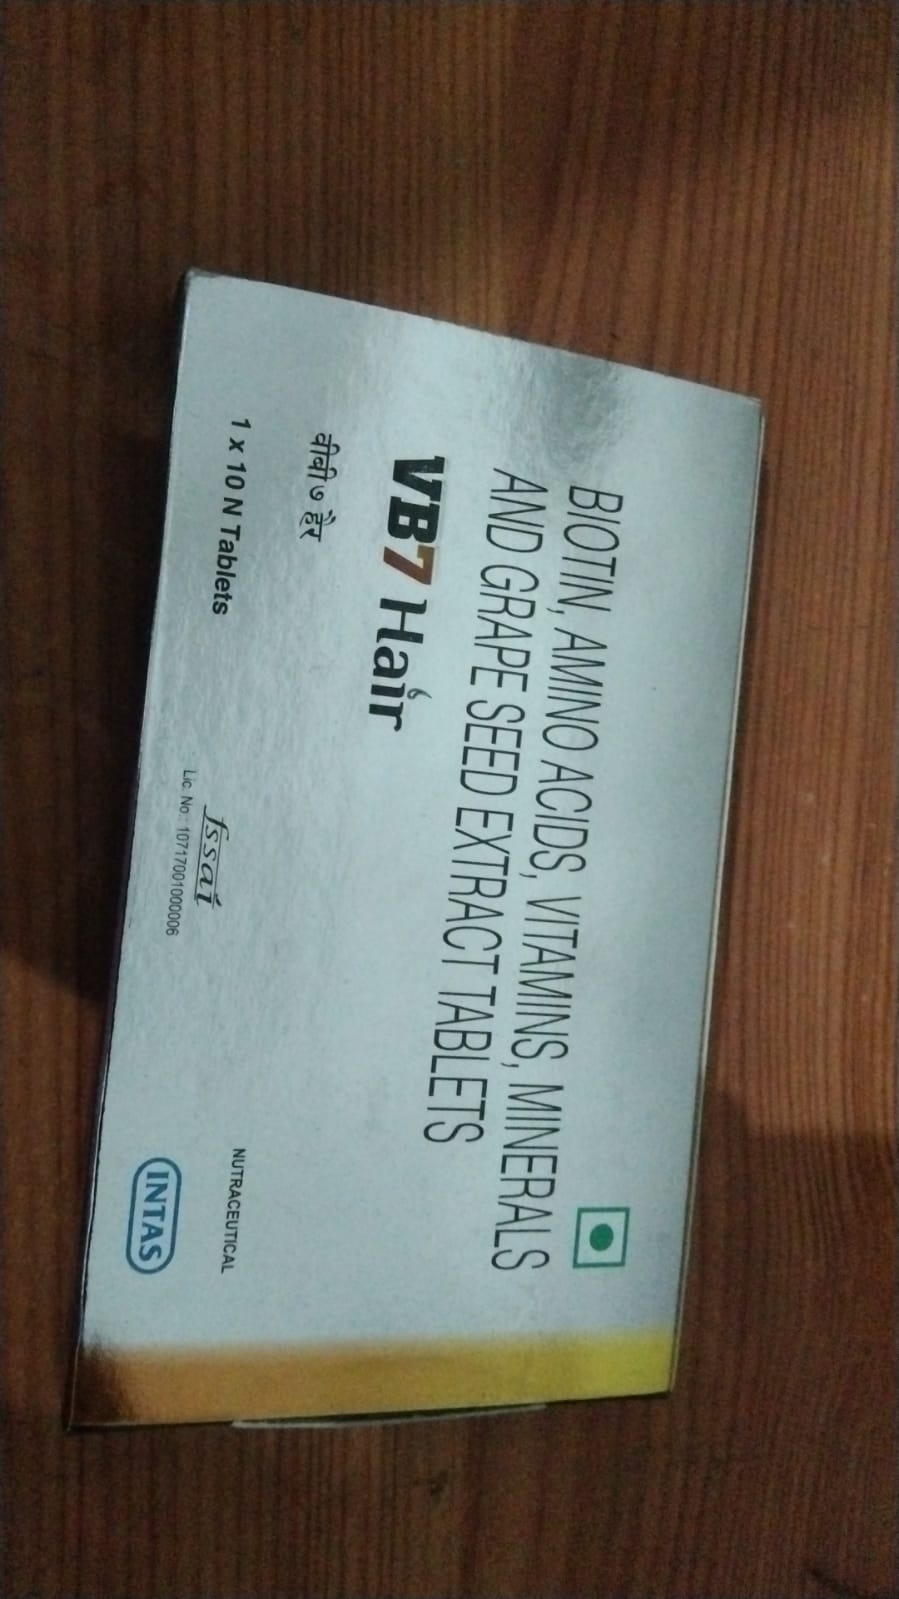 BIOTIN, AMINO ACIDS, VITAMINS, MINERALS
AND GRAPE SEED EXTRACT TABLETS
VB7 Hair
वीबी ७ हैर
1 x 10 N Tablets
fssai
Lic. No.: 10717001000006
NUTRACEUTICAL
INTAS